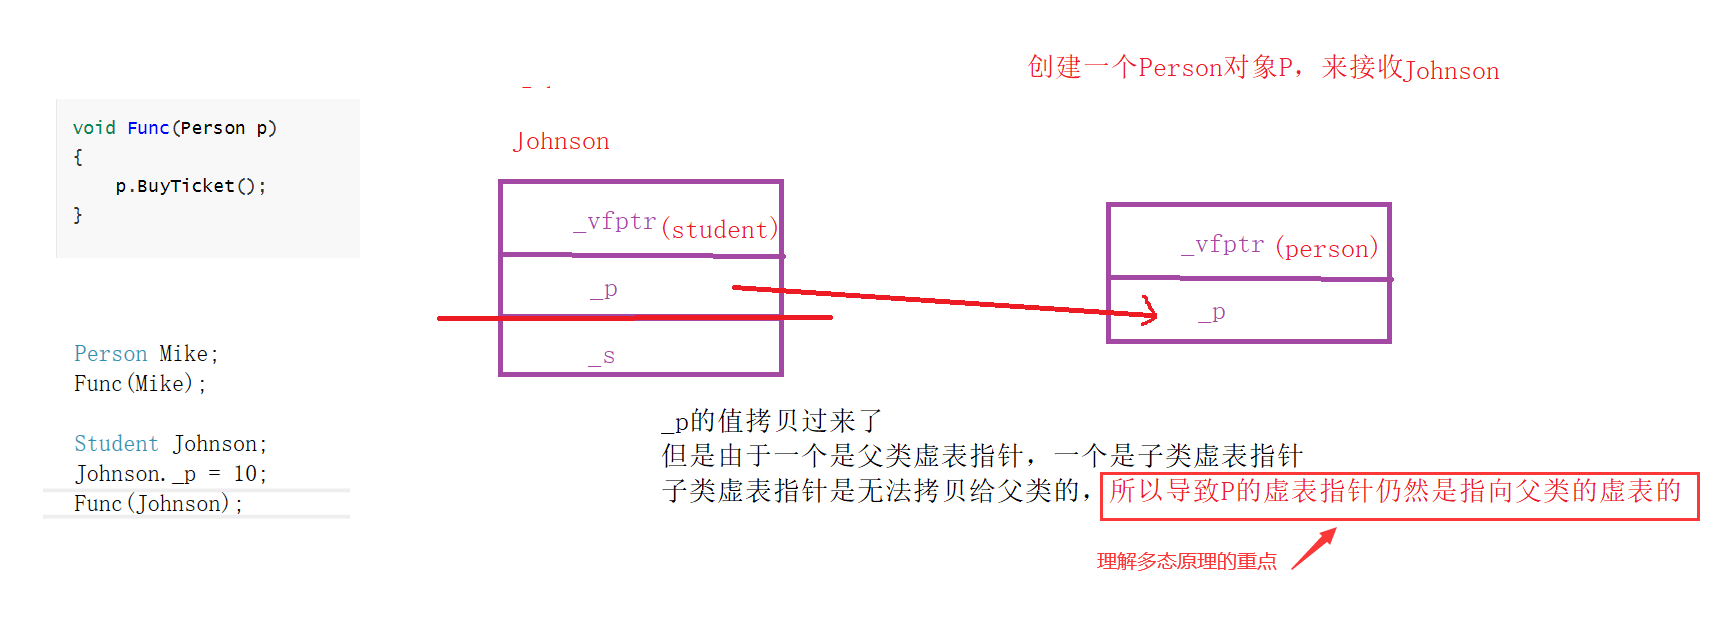 创建一个Person对象P，来接收Johnson
void Func(Person p)
{
p.BuyTicket();
}
Johnson
_vfptr(student)
_p
_s
_vfptr(person)
_p
Person Mike;
Func(Mike);
Student Johnson;
Johnson._p = 10;
Func(Johnson);
_p的值拷贝过来了
但是由于一个是父类虚表指针，一个是子类虚表指针
子类虚表指针是无法拷贝给父类的，所以导致P的虚表指针仍然是指向父类的虚表的
理解多态原理的重点